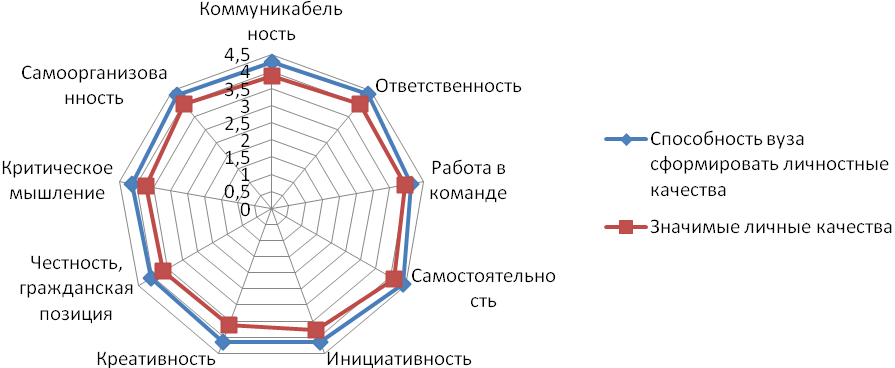 Коммуникабель
ность
4,5
4
3,5
3
2,5
2
1,5
1
0,5
0
Ответственность
Работа в
команде
Самостоятельно
сть
Инициативность
Креативность
Честность,
гражданская
позиция
Критическое
мышление
Самоорганизова
нность
Способность вуза
сформировать личностные
качества
Значимые личные качества